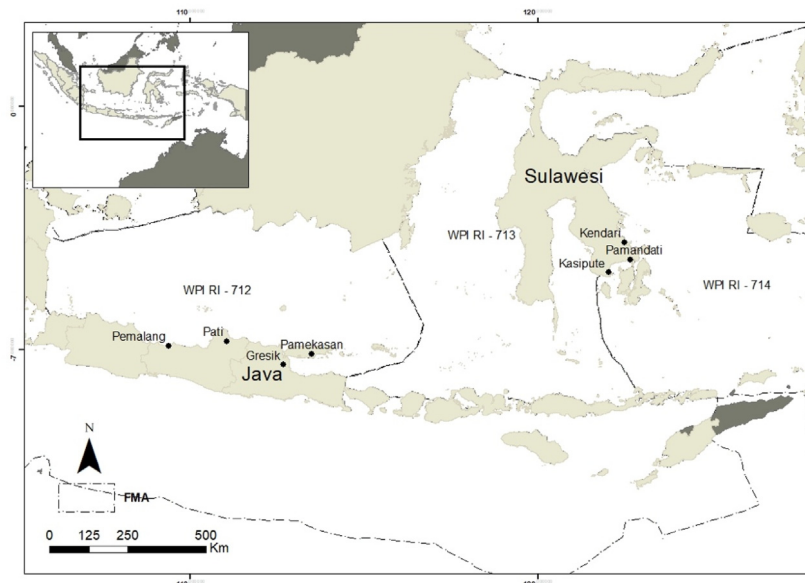 110
120
0
Sulawesi
Kendari
WPI RI - 713
Pamandati
Kasipute
WPI RI - 714
WPI RI - 712
Pemalang
Pati
Pamekasan
-7
Gresik
Java
N
FMA
0 125 250 500
Km
120